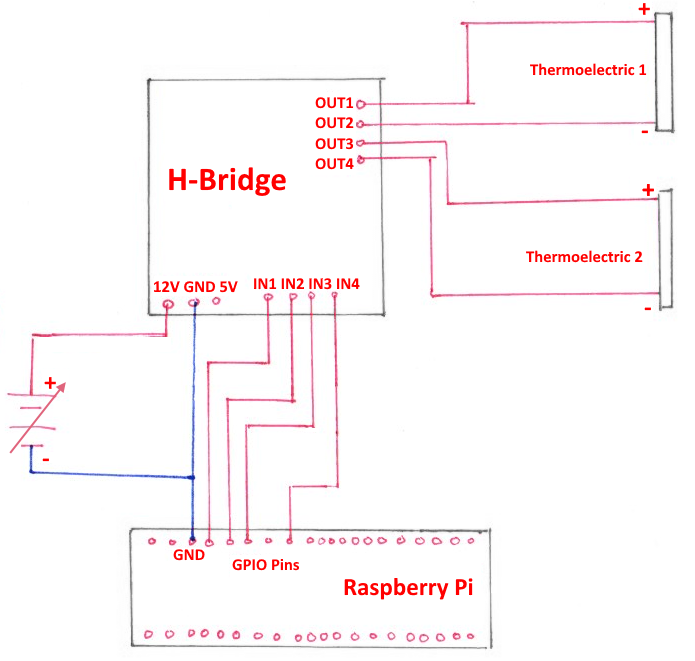 +
Thermoelectric 1
-
OUT1
OUT2
OUT3
OUT4
H-Bridge
+
Thermoelectric 2
-
12V GND 5V
IN1 IN2 IN3 IN4
+
-
GND
GPIO Pins
Raspberry Pi